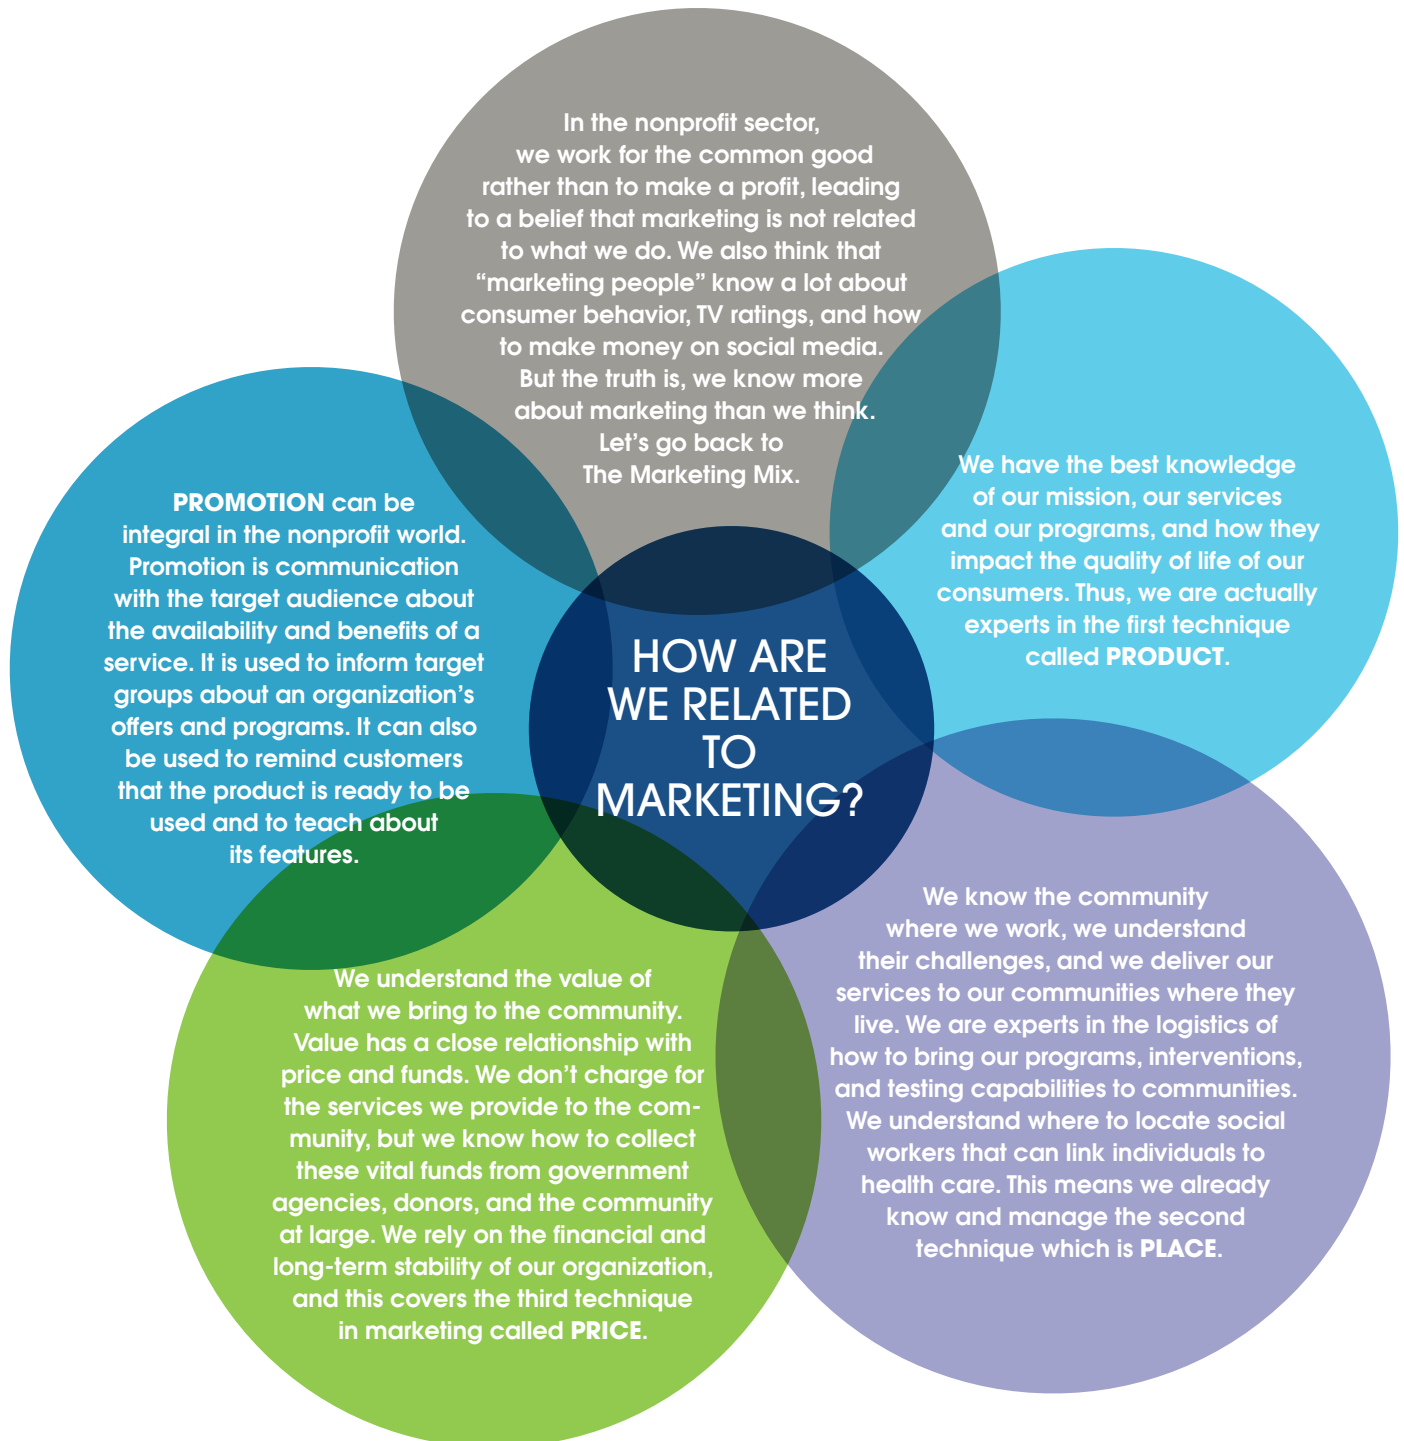 In the nonprofit sector,
we work for the common good
rather than to make a profit, leading
to a belief that marketing is not related
to what we do. We also think that
“marketing people” know a lot about
consumer behavior, TV ratings, and how
to make money on social media.
But the truth is, we know more
about marketing than we think.
Let’s go back to
The Marketing Mix.
We have the best knowledge
of our mission, our services
and our programs, and how they
impact the quality of life of our
consumers. Thus, we are actually
experts in the first technique
called PRODUCT.
We know the community
where we work, we understand
their challenges, and we deliver our
services to our communities where they
live. We are experts in the logistics of
how to bring our programs, interventions,
and testing capabilities to communities.
We understand where to locate social
workers that can link individuals to
health care. This means we already
know and manage the second
technique which is PLACE.
We understand the value of
what we bring to the community.
Value has a close relationship with
price and funds. We don’t charge for
the services we provide to the com-
munity, but we know how to collect
these vital funds from government
agencies, donors, and the community
at large. We rely on the financial and
long-term stability of our organization,
and this covers the third technique
in marketing called PRICE.
PROMOTION can be
integral in the nonprofit world.
Promotion is communication
with the target audience about
the availability and benefits of a
service. It is used to inform target
groups about an organization’s
offers and programs. It can also
be used to remind customers
that the product is ready to be
used and to teach about
its features.
HOW ARE
WE RELATED
TO
MARKETING?